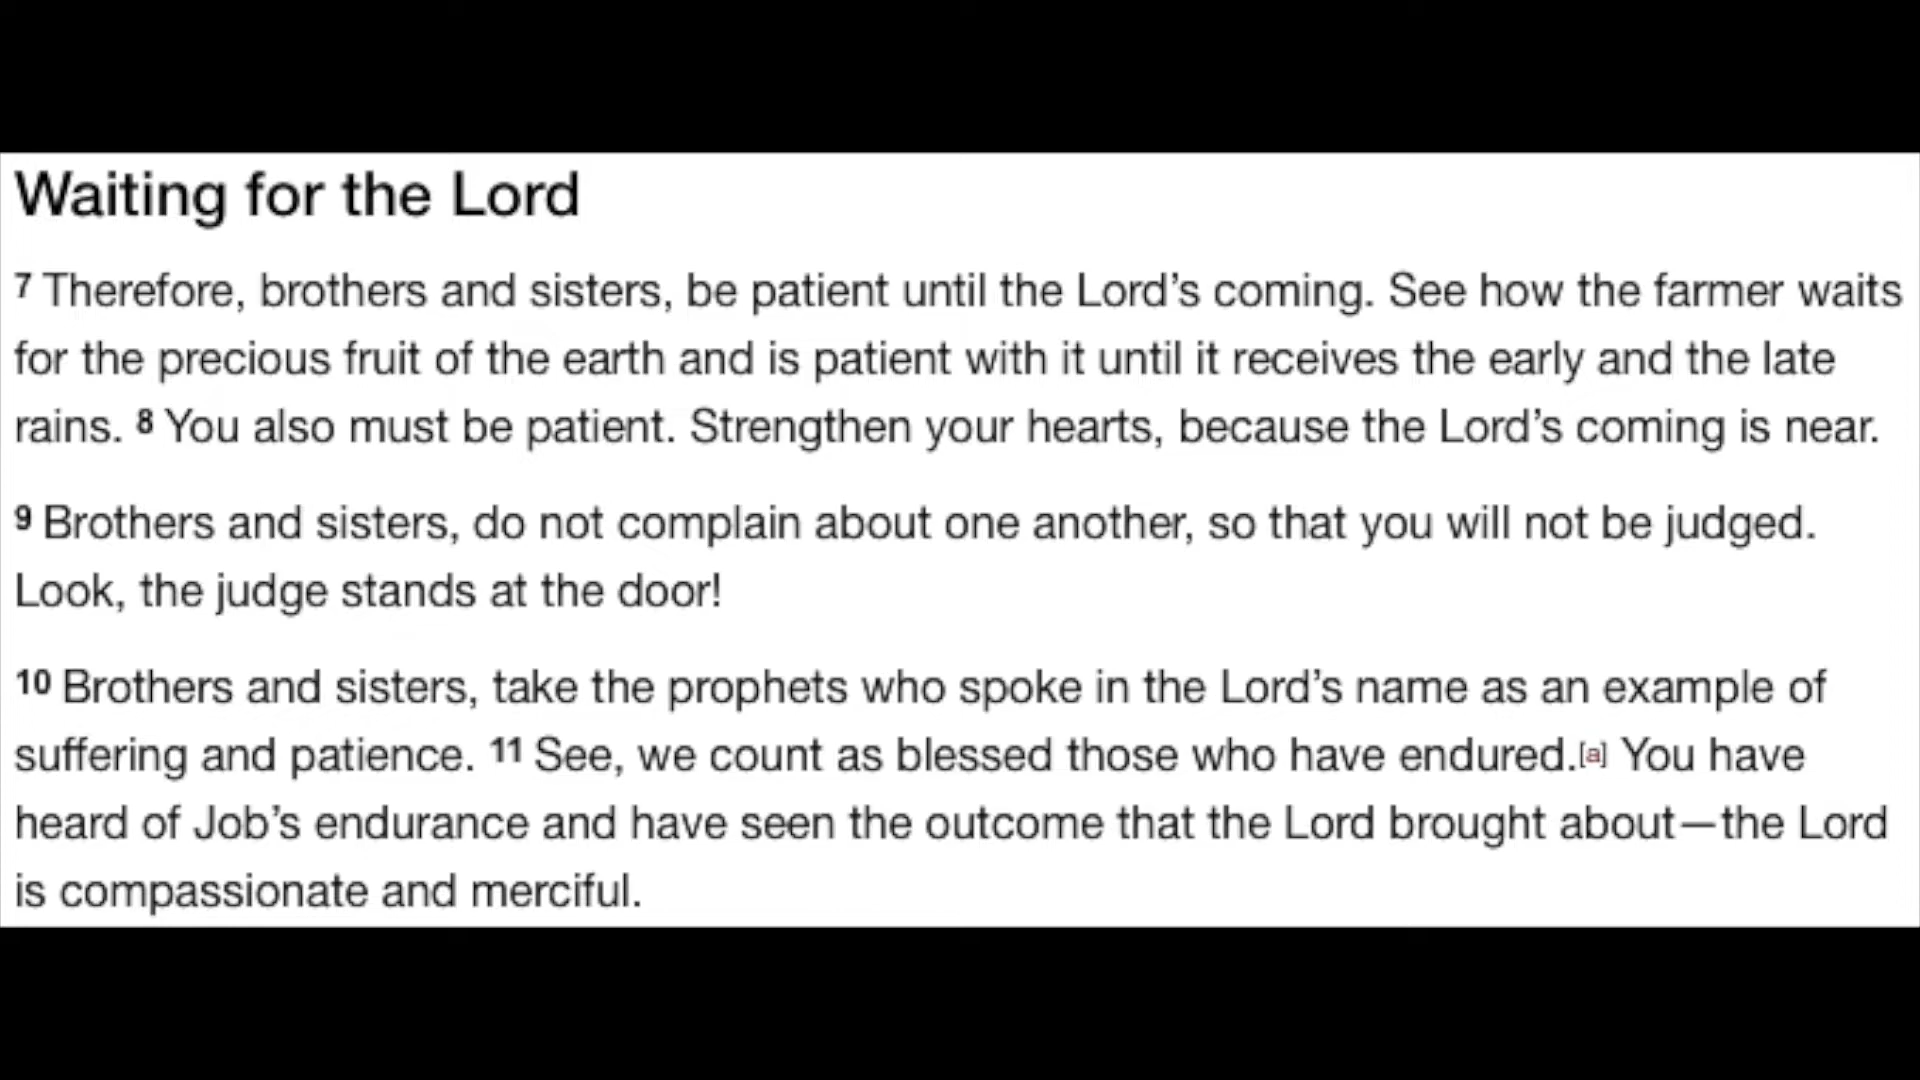 Waiting for the Lord
7 Therefore, brothers and sisters, be patient until the Lord’s coming. See how the farmer waits
for the precious fruit of the earth and is patient with it until it receives the early and the late
rains. 8 You also must be patient. Strengthen your hearts, because the Lord’s coming is near.
9 Brothers and sisters, do not complain about one another, so that you will not be judged.
Look, the judge stands at the door!
10 Brothers and sisters, take the prophets who spoke in the Lord’s name as an example of
suffering and patience. 11 See, we count as blessed those who have endured.[a] You have
heard of Job’s endurance and have seen the outcome that the Lord brought about—the Lord
is compassionate and merciful.